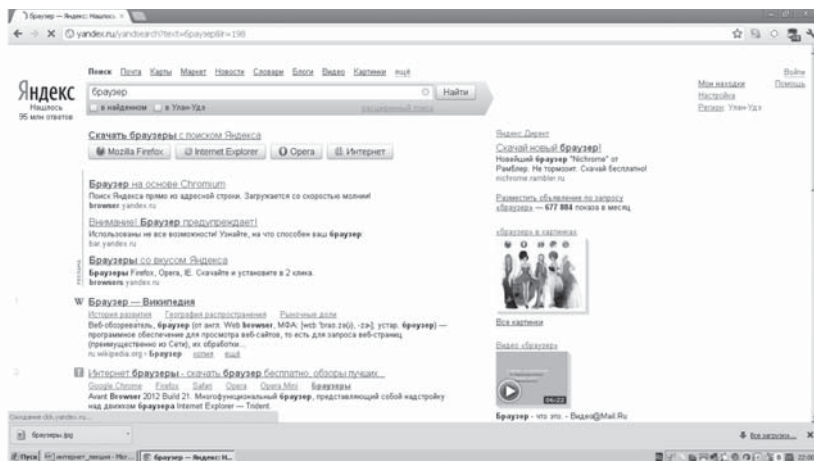 браузер — Яндекс: Нашлось
yandex.ru/yandsearch?text=браузер&lr=198
Поиск Почта Карты Маркет Новости Словари Блоги Видео Картинки ещё
Войти
Яндекс
Нашлось
95 млн ответов
браузер
Найти
в найденном в Улан-Удэ
расширенный поиск
Мои находки
Помощь
Настройка
Регион: Улан-Удэ
Скачать браузеры с поиском Яндекса
Mozilla Firefox Internet Explorer Opera Интернет
Браузер на основе Chromium
Поиск Яндекса прямо из адресной строки. Загружается со скоростью молнии!
browser.yandex.ru
Внимание! Браузер предупреждает!
Использованы не все возможности! Узнайте, на что способен ваш браузер
bar.yandex.ru
Браузеры со вкусом Яндекса
Браузеры Firefox, Opera, IE. Скачайте и установите в 2 клика.
browsers.yandex.ru
1 W Браузер — Википедия
История развития География распространения Рыночные доли
Веб-обозреватель, браузер (от англ. Web browser, устар. броузер) —
программное обеспечение для просмотра веб-сайтов, то есть для запроса веб-страниц
(преимущественно из Сети), их обработки...
ru.wikipedia.org › Браузер копия ещё
2 Интернет браузеры - скачать браузер бесплатно, обзоры лучших...
Google Chrome Firefox Safari Opera Opera Mini браузеры
Avant Browser 2012 Build 21. Многофункциональный браузер, представляющий собой надстройку
над движком браузера Internet Explorer — Trident.
Яндекс.Директ
Скачай новый браузер!
Новейший браузер "Nichrome" от
Рамблер. Не тормозит. Скачай бесплатно!
nichrome.rambler.ru
Разместить объявление по запросу
«браузер» — 677 884 показа в месяц
«браузер» в картинках
Все картинки
Видео «браузер»
06:22
Браузер - что это. - Видео@Mail.Ru
Ожидание clck.yandex.ru...
браузеры.jpg
Все загрузки...
Пуск
интернет_лекция - Micr...
браузер — Яндекс: Н...
22:00